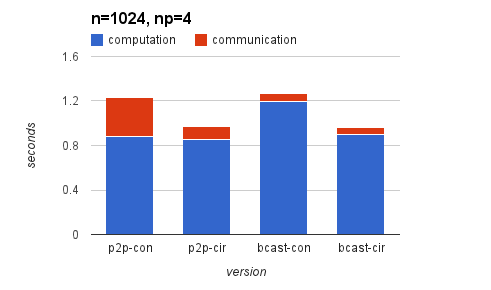 n=1024, np=4
computation communication
1.6
1.2
0.8
0.4
0
seconds
p2p-con p2p-cir bcast-con bcast-cir
version